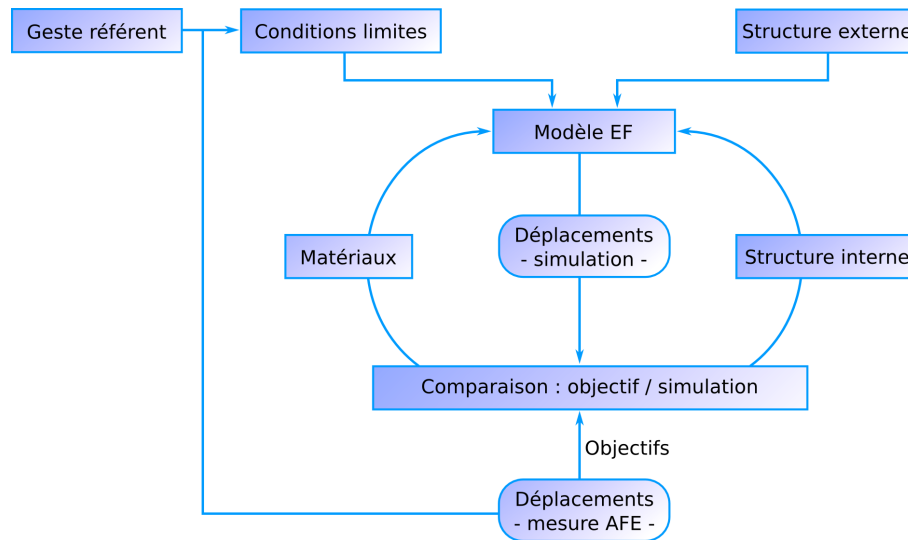 Geste référent
Conditions limites
Structure externe
Modèle EF
Déplacements
- simulation -
Matériaux
Structure interne
Comparaison : objectif / simulation
Objectifs
Déplacements
- mesure AFE -